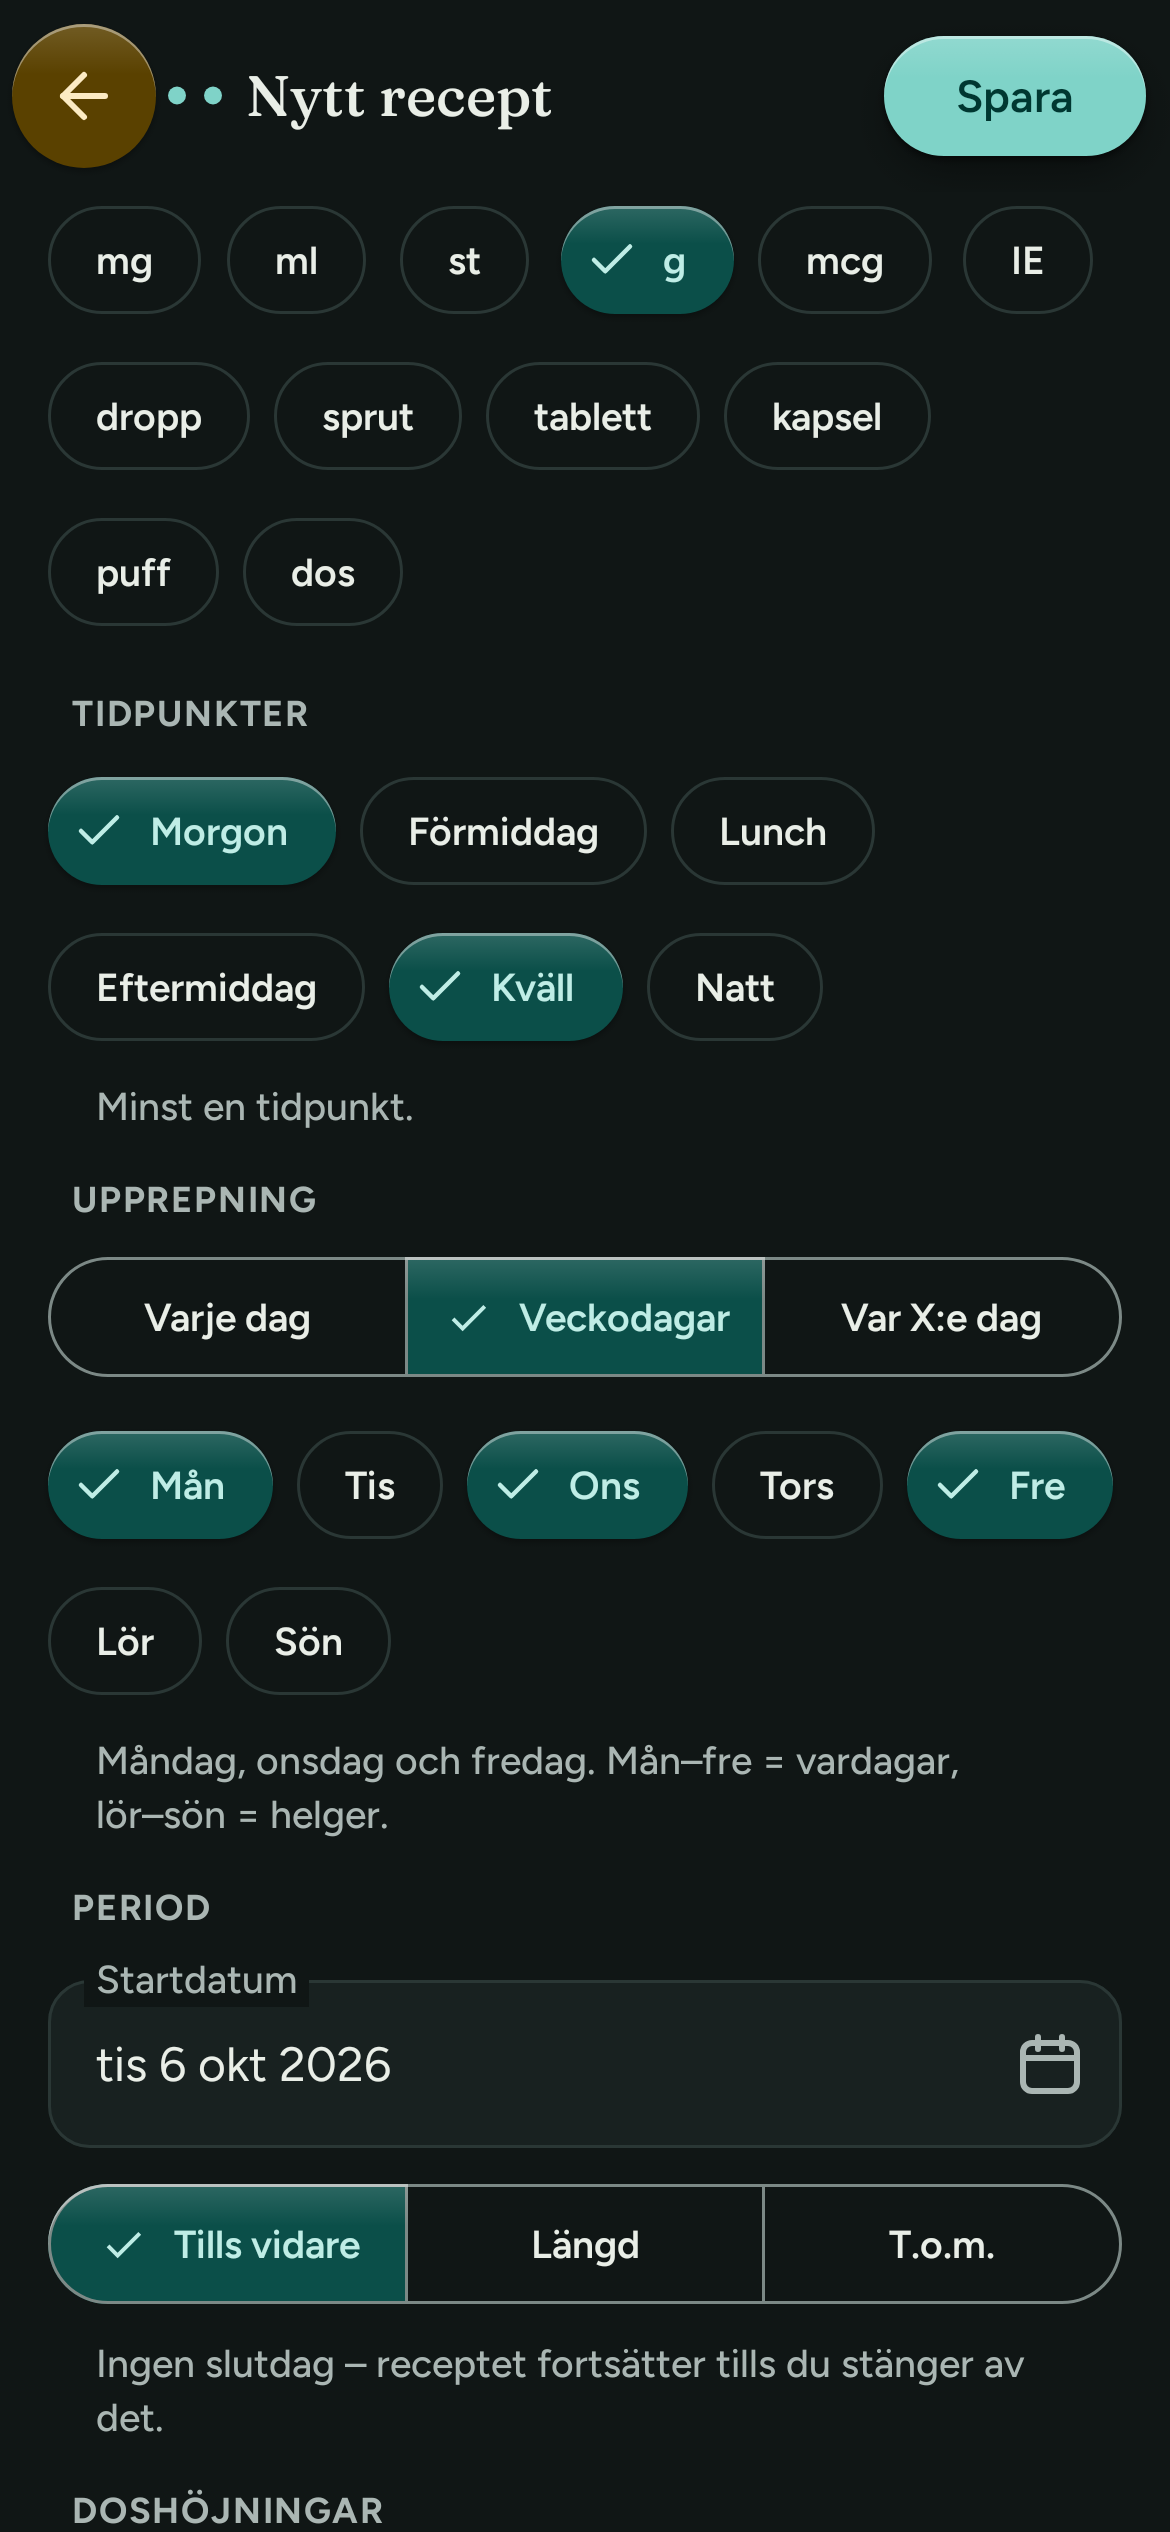 Nytt recept
Spara
mg ml st g mcg IE
dropp sprut tablett kapsel
puff dos
TIDPUNKTER
Morgon Förmiddag Lunch
Eftermiddag Kväll Natt
Minst en tidpunkt.
UPPREPNING
Varje dag Veckodagar Var X:e dag
Mån Tis Ons Tors Fre
Lör Sön
Måndag, onsdag och fredag. Mån–fre = vardagar,
lör–sön = helger.
PERIOD
Startdatum
tis 6 okt 2026
Tills vidare Längd T.o.m.
Ingen slutdag – receptet fortsätter tills du stänger av
det.
DOSHÖJNINGAR